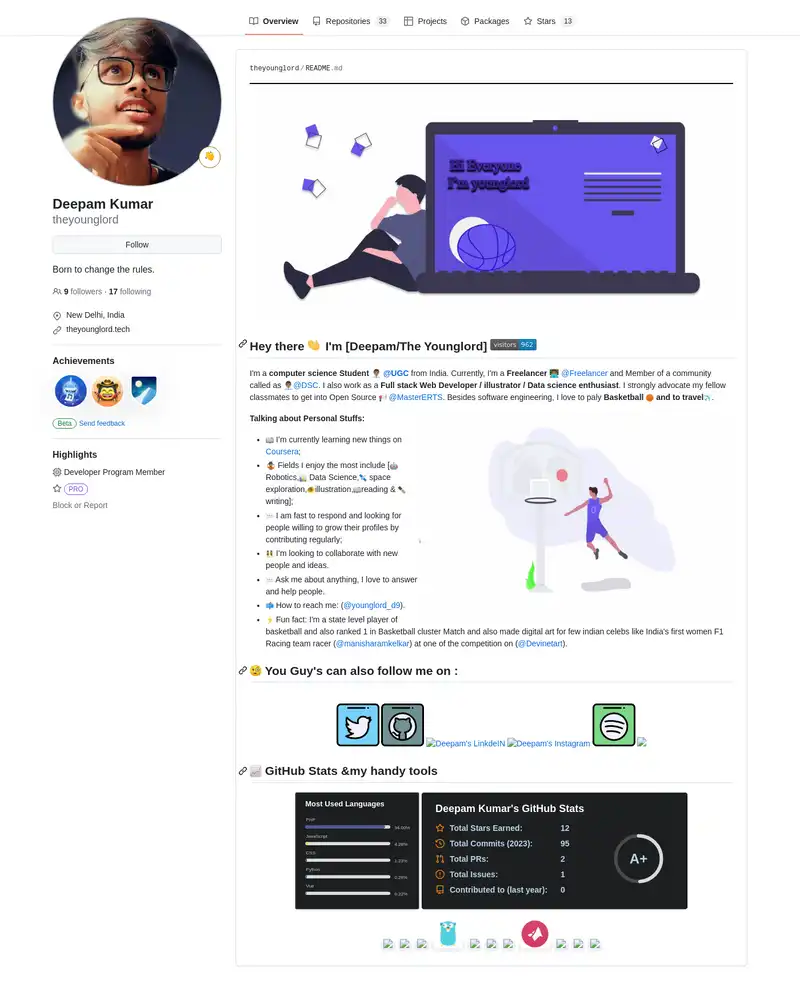 Overview
Repositories 33
Projects
Packages
Stars 13
Deepam Kumar
theyounglord
Follow
Born to change the rules.
9 followers · 17 following
New Delhi, India
theyounglord.tech
Achievements
Beta Send feedback
Highlights
Developer Program Member
PRO
Block or Report
theyounglord/README.md
Hi Everyone
I'm younglord
Hey there 👋 I'm [Deepam/The Younglord] visitors 962
I'm a computer science Student @UGC from India. Currently, I'm a Freelancer @Freelancer and Member of a community
called as @DSC. I also work as a Full stack Web Developer / illustrator / Data science enthusiast. I strongly advocate my fellow
classmates to get into Open Source @MasterERTS. Besides software engineering, I love to paly Basketball 🏀 and to travel.
Talking about Personal Stuffs:
I'm currently learning new things on
Coursera;
Fields I enjoy the most include [🤖
Robotics, Data Science, space
exploration, illustration, reading &
writing];
I am fast to respond and looking for
people willing to grow their profiles by
contributing regularly;
I'm looking to collaborate with new
people and ideas.
Ask me about anything, I love to answer
and help people.
How to reach me: (@younglord_d9).
⚡ Fun fact: I'm a state level player of
basketball and also ranked 1 in Basketball cluster Match and also made digital art for few indian celebs like India's first women F1
Racing team racer (@manisharamkelkar) at one of the competition on (@Devinetart).
You Guy's can also follow me on :
Deepam's LinkdeIN Deepam's Instagram
GitHub Stats &my handy tools
Most Used Languages
PHP
JavaScript
CSS
Python
Vue
Deepam Kumar's GitHub Stats
Total Stars Earned: 12
Total Commits (2023): 95
Total PRs: 2
Total Issues: 1
Contributed to (last year): 0
A+